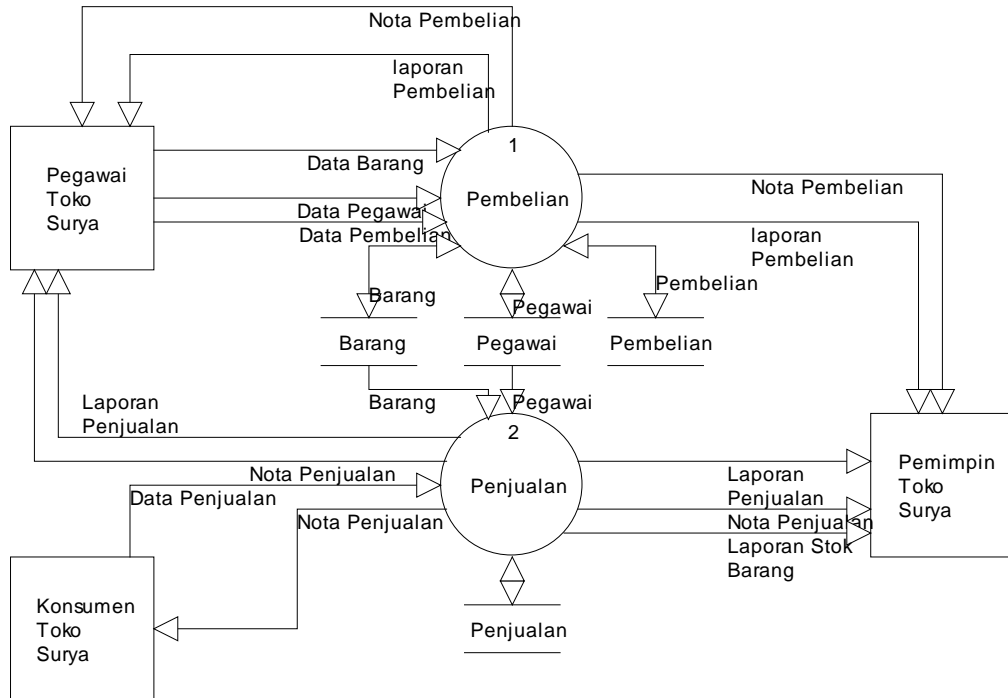 Nota Pembelian
laporan
Pembelian
1
Pegawai
Toko
Surya
Data Barang
Pembelian
Nota Pembelian
Data Pegawai
Data Pembelian
laporan
Pembelian
Barang
Pegawai
Pembelian
Barang
Pegawai
Pembelian
Barang
Pegawai
Laporan
Penjualan
2
Nota Penjualan
Data Penjualan
Nota Penjualan
Penjualan
Laporan
Penjualan
Nota Penjualan
Laporan Stok
Barang
Pemimpin
Toko
Surya
Konsumen
Toko
Surya
Penjualan